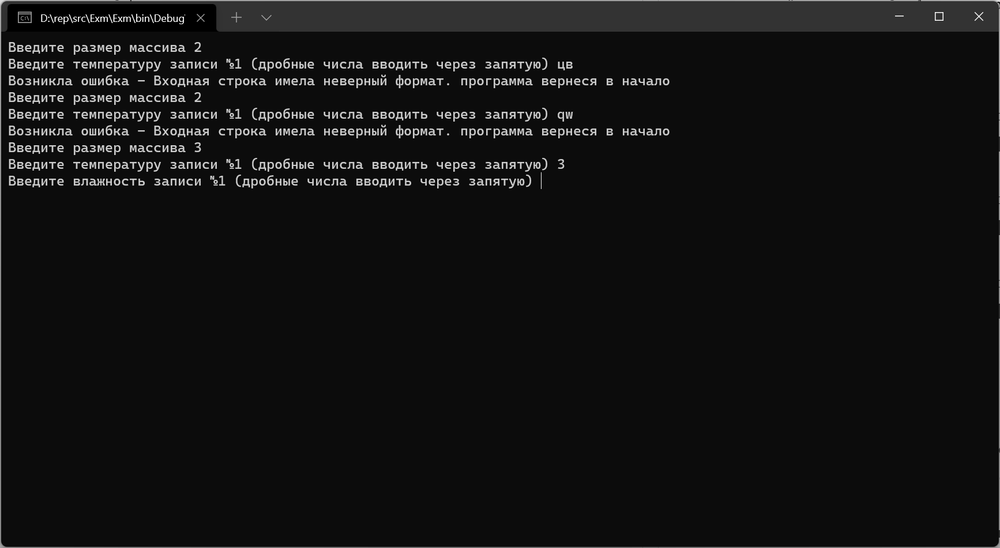 D:\rep\src\Exm\Exm\bin\Debug
Введите размер массива 2
Введите температуру записи №1 (дробные числа вводить через запятую) цв
Возникла ошибка - Входная строка имела неверный формат. программа вернеся в начало
Введите размер массива 2
Введите температуру записи №1 (дробные числа вводить через запятую) qw
Возникла ошибка - Входная строка имела неверный формат. программа вернеся в начало
Введите размер массива 3
Введите температуру записи №1 (дробные числа вводить через запятую) 3
Введите влажность записи №1 (дробные числа вводить через запятую)